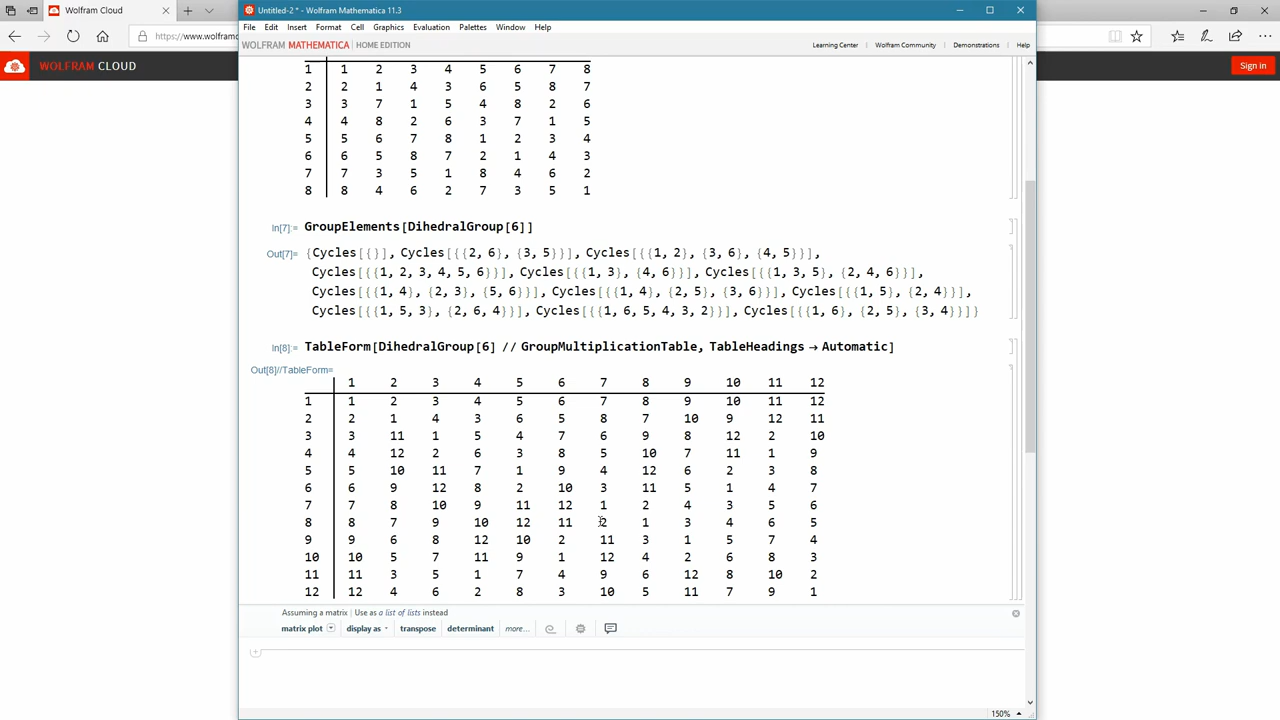 Wolfram Cloud
Untitled-2 * - Wolfram Mathematica 11.3
File Edit Insert Format Cell Graphics Evaluation Palettes Window Help
https://www.wolframc
WOLFRAM MATHEMATICA | HOME EDITION Learning Center Wolfram Community Demonstrations Help
WOLFRAM CLOUD Sign in
1 1 2 3 4 5 6 7 8
2 2 1 4 3 6 5 8 7
3 3 7 1 5 4 8 2 6
4 4 8 2 6 3 7 1 5
5 5 6 7 8 1 2 3 4
6 6 5 8 7 2 1 4 3
7 7 3 5 1 8 4 6 2
8 8 4 6 2 7 3 5 1
In[7]:= GroupElements[DihedralGroup[6]]
Out[7]= {Cycles[{}], Cycles[{{2, 6}, {3, 5}}], Cycles[{{1, 2}, {3, 6}, {4, 5}}],
Cycles[{{1, 2, 3, 4, 5, 6}}], Cycles[{{1, 3}, {4, 6}}], Cycles[{{1, 3, 5}, {2, 4, 6}}],
Cycles[{{1, 4}, {2, 3}, {5, 6}}], Cycles[{{1, 4}, {2, 5}, {3, 6}}], Cycles[{{1, 5}, {2, 4}}],
Cycles[{{1, 5, 3}, {2, 6, 4}}], Cycles[{{1, 6, 5, 4, 3, 2}}], Cycles[{{1, 6}, {2, 5}, {3, 4}}]}
In[8]:= TableForm[DihedralGroup[6] // GroupMultiplicationTable, TableHeadings → Automatic]
Out[8]//TableForm=
1 2 3 4 5 6 7 8 9 10 11 12
1 1 2 3 4 5 6 7 8 9 10 11 12
2 2 1 4 3 6 5 8 7 10 9 12 11
3 3 11 1 5 4 7 6 9 8 12 2 10
4 4 12 2 6 3 8 5 10 7 11 1 9
5 5 10 11 7 1 9 4 12 6 2 3 8
6 6 9 12 8 2 10 3 11 5 1 4 7
7 7 8 10 9 11 12 1 2 4 3 5 6
8 8 7 9 10 12 11 2 1 3 4 6 5
9 9 6 8 12 10 2 11 3 1 5 7 4
10 10 5 7 11 9 1 12 4 2 6 8 3
11 11 3 5 1 7 4 9 6 12 8 10 2
12 12 4 6 2 8 3 10 5 11 7 9 1
Assuming a matrix | Use as a list of lists instead
matrix plot display as transpose determinant more...
150%